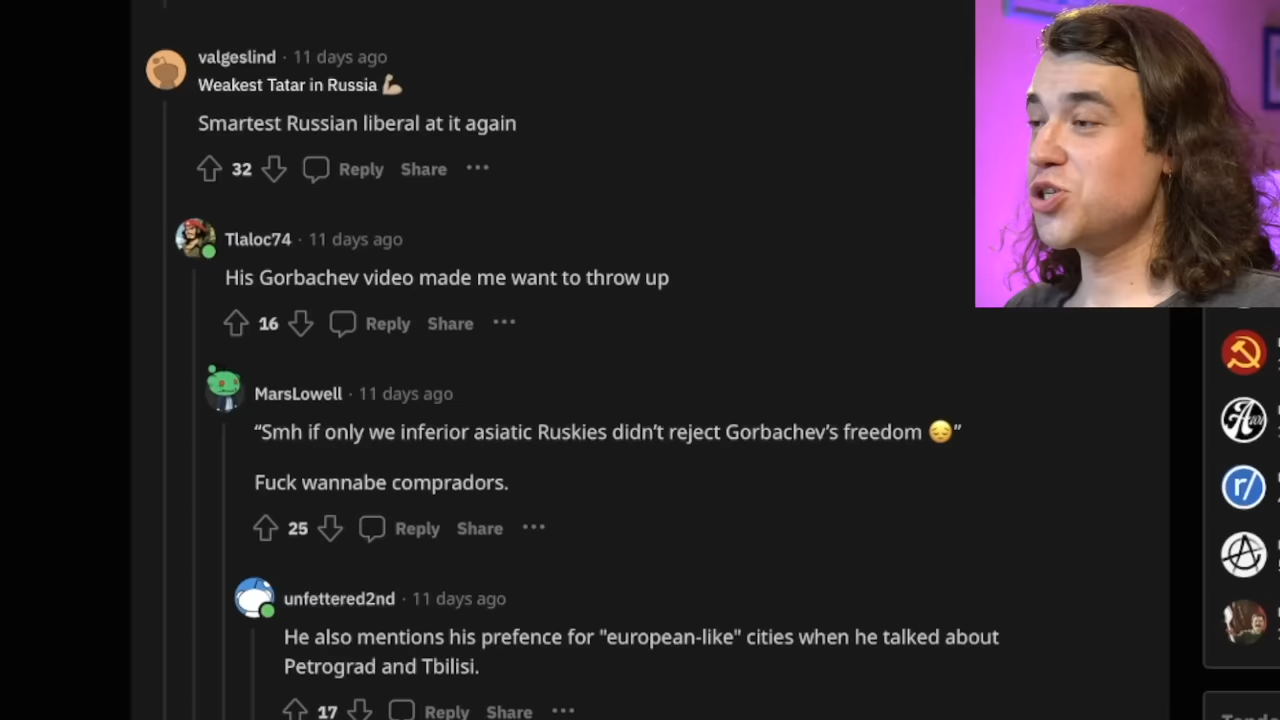 valgeslind · 11 days ago
Weakest Tatar in Russia 💪🏼
Smartest Russian liberal at it again
32 Reply Share ···
Tlaloc74 · 11 days ago
His Gorbachev video made me want to throw up
16 Reply Share ···
MarsLowell · 11 days ago
“Smh if only we inferior asiatic Ruskies didn’t reject Gorbachev’s freedom 😔”
Fuck wannabe compradors.
25 Reply Share ···
unfettered2nd · 11 days ago
He also mentions his prefence for "european-like" cities when he talked about
Petrograd and Tbilisi.
17 Reply Share ···
r/